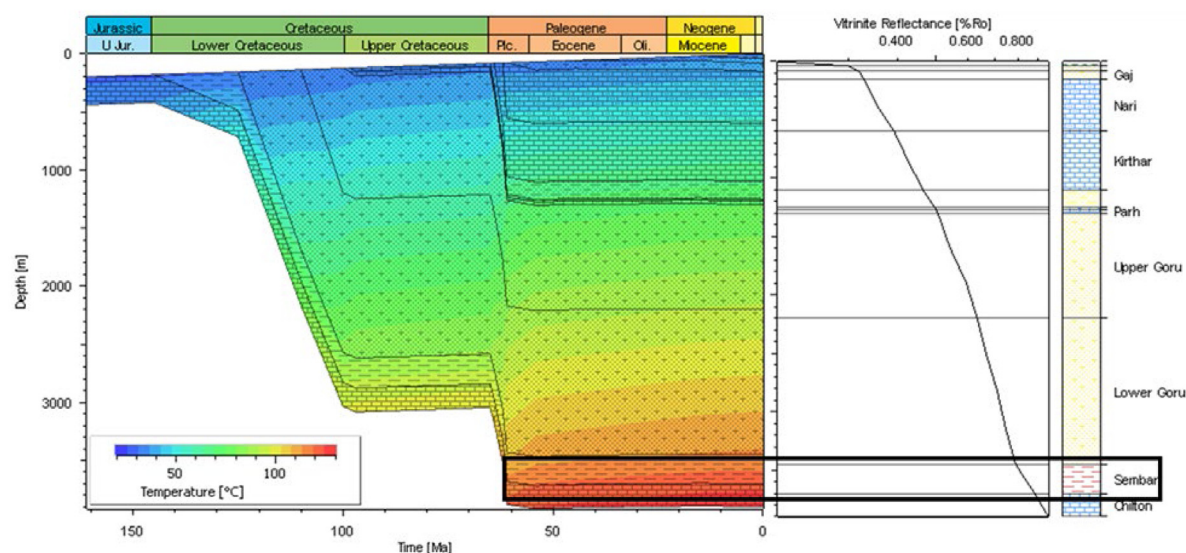 Jurassic Cretaceous Paleogene Neogene
U Jur. Lower Cretaceous Upper Cretaceous Plc. Eocene Oli. Miocene
Vitrinite Reflectance [%Ro]
0.400 0.600 0.800
0
1000
2000
3000
Depth [m]
50 100
Temperature [°C]
150 100 50 0
Time [Ma]
Gaj
Nari
Kirthar
Parh
Upper Goru
Lower Goru
Sembar
Chilton